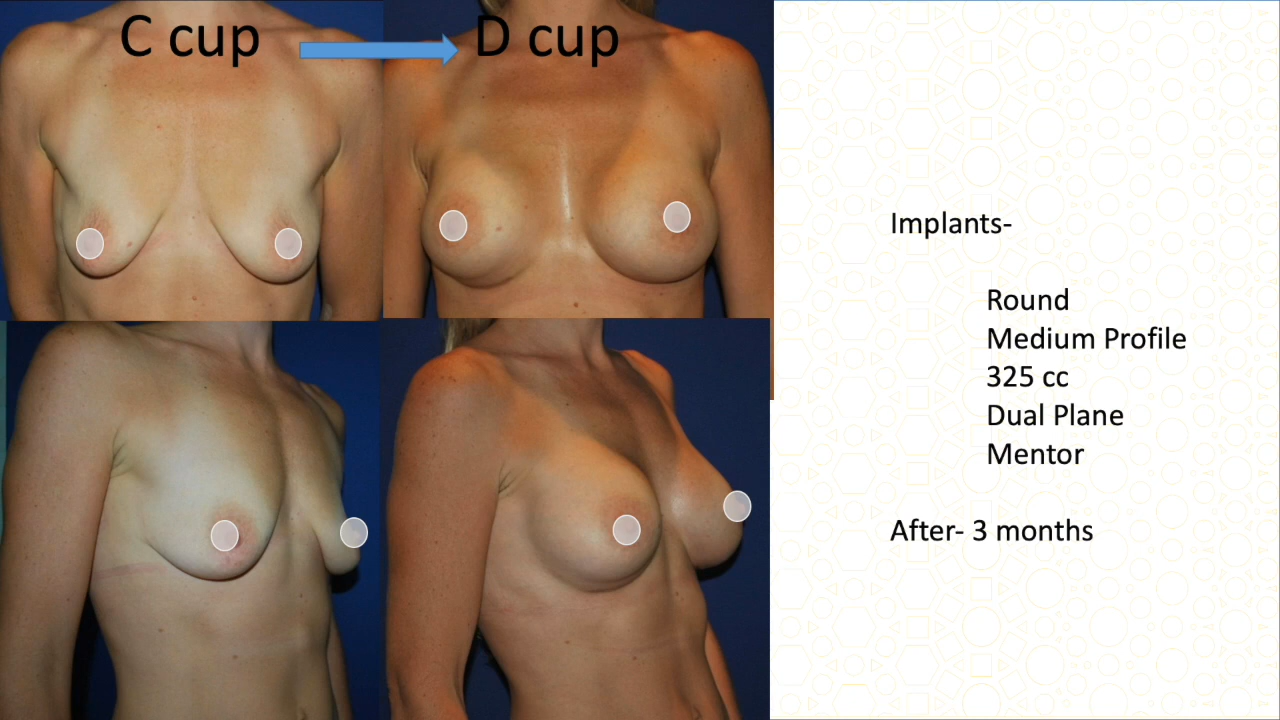 C cup
D cup
Implants-
Round
Medium Profile
325 cc
Dual Plane
Mentor
After- 3 months